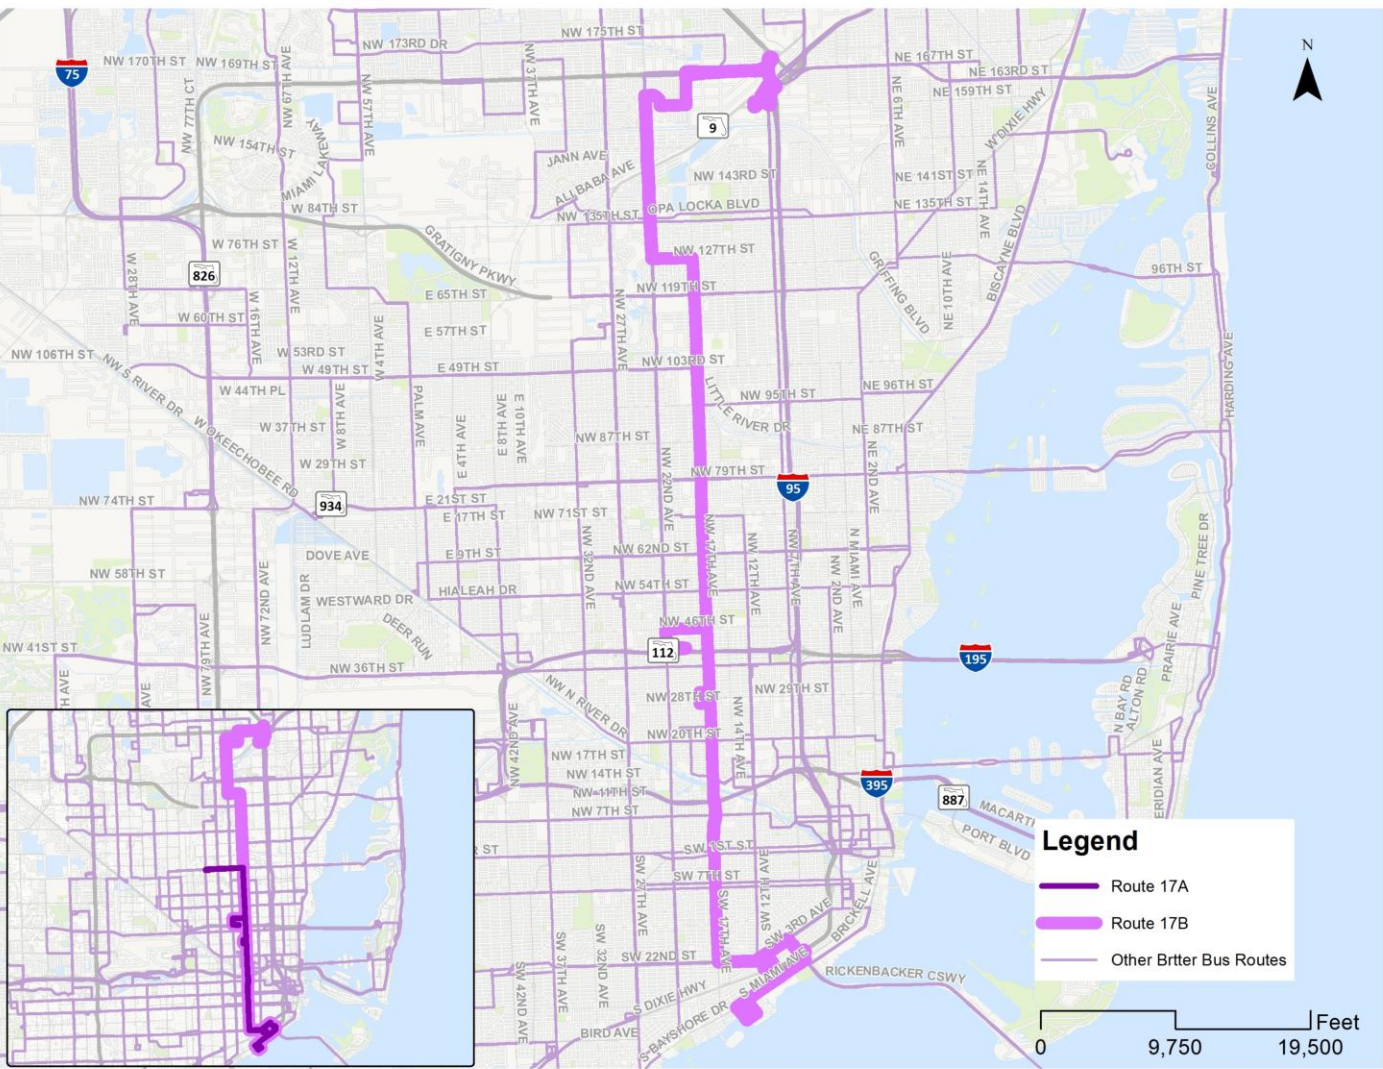 NW 175TH ST
NW 173RD DR
N
NW 170TH ST
NW 169TH ST
NE 167TH ST
NE 163RD ST
75
NW 77TH CT
NW 67TH AVE
NW 57TH AVE
NW 37TH AVE
NE 6TH AVE
NE 159TH ST
W DIXIE HWY
COLLINS AVE
9
NW 154TH ST
MIAMI LAKEWAY
JANN AVE
ALI BABA AVE
NW 143RD ST
NE 141ST ST
NE 14TH AVE
W 84TH ST
NW 135TH ST
OPA LOCKA BLVD
NE 135TH ST
W 76TH ST
GRATIGNY PKWY
NW 127TH ST
BISCAYNE BLVD
W 28TH AVE
826
W 12TH AVE
GRIFFING BLVD
NE 10TH AVE
96TH ST
E 65TH ST
NW 119TH ST
W 60TH ST
W 16TH AVE
W 4TH AVE
E 57TH ST
NW 27TH AVE
NW 106TH ST
W 53RD ST
W 49TH ST
E 49TH ST
NW 103RD ST
HARDING AVE
NW S RIVER DR
W 44TH PL
W 8TH AVE
PALM AVE
LITTLE RIVER DR
NW 95TH ST
NE 96TH ST
W OKEECHOBEE RD
W 37TH ST
E 4TH AVE
E 8TH AVE
E 10TH AVE
NW 87TH ST
NE 87TH ST
W 29TH ST
NW 22ND AVE
NW 79TH ST
NE 2ND AVE
95
NW 74TH ST
934
E 21ST ST
E 17TH ST
NW 71ST ST
DOVE AVE
E 9TH ST
NW 32ND AVE
NW 62ND ST
NW 17TH AVE
NW 12TH AVE
NW 7TH AVE
N MIAMI AVE
NW 2ND AVE
PINE TREE DR
NW 58TH ST
NW 72ND AVE
LUDLAM DR
WESTWARD DR
HIALEAH DR
NW 54TH ST
DEER RUN
NW 46TH ST
PRAIRIE AVE
NW 41ST ST
NW 79TH AVE
NW 36TH ST
112
195
H AVE
AVE
NW N RIVER DR
NW 28TH ST
NW 29TH ST
N BAY RD
ALTON RD
NW 42ND AVE
NW 14TH AVE
NW 20TH ST
NW 17TH ST
NW 14TH ST
NW 11TH ST
NW 7TH ST
395
887
MACARTH
PORT BLVD
ERIDIAN AVE
ST
SW 1ST ST
SW 7TH ST
SW 27TH AVE
SW 12TH AVE
SW 17TH AVE
SW 3RD AVE
BRICKELL AVE
SW 42ND AVE
SW 37TH AVE
SW 32ND AVE
SW 22ND ST
S MIAMI AVE
RICKENBACKER CSWY
S DIXIE HWY
BIRD AVE
S BAYSHORE DR
Legend
Route 17A
Route 17B
Other Brtter Bus Routes
Feet
0 9,750 19,500